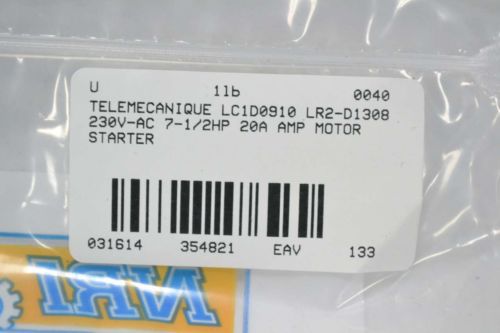 U 1lb 0040
TELEMECANIQUE LC1D0910 LR2-D1308
230V-AC 7-1/2HP 20A AMP MOTOR
STARTER
031614 354821 EAV 133
MRI